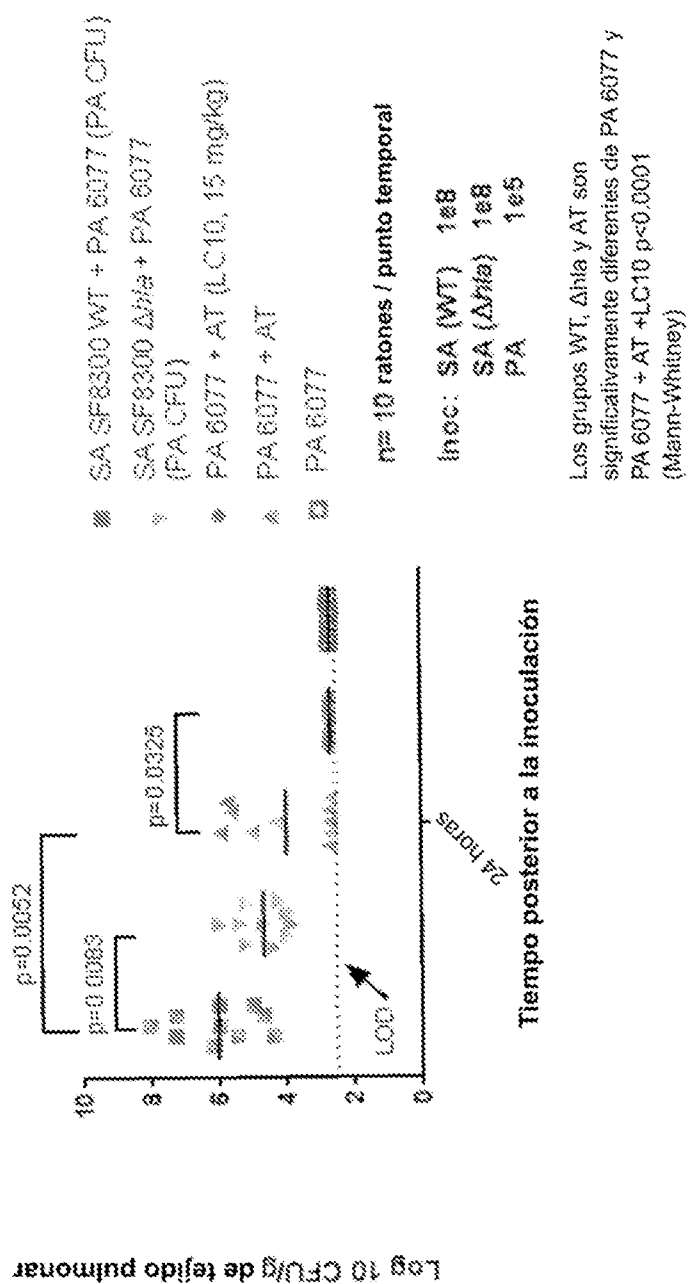 Log 10 CFU/g de tejido pulmonar
10
8
6
4
2
0
p=0.0052
p=0.0083
p=0.0325
LOD
24 horas
Tiempo posterior a la inoculación
SA SF8300 WT + PA 6077 (PA CFU)
SA SF8300 Δhla + PA 6077
(PA CFU)
PA 6077 + AT (LC10, 15 mg/kg)
PA 6077 + AT
PA 6077
n= 10 ratones / punto temporal
Inoc: SA (WT) 1e8
SA (Δhla) 1e8
PA 1e5
Los grupos WT, Δhla y AT son
significativamente diferentes de PA 6077 y
PA 6077 + AT +LC10 p<0.0001
(Mann-Whitney)